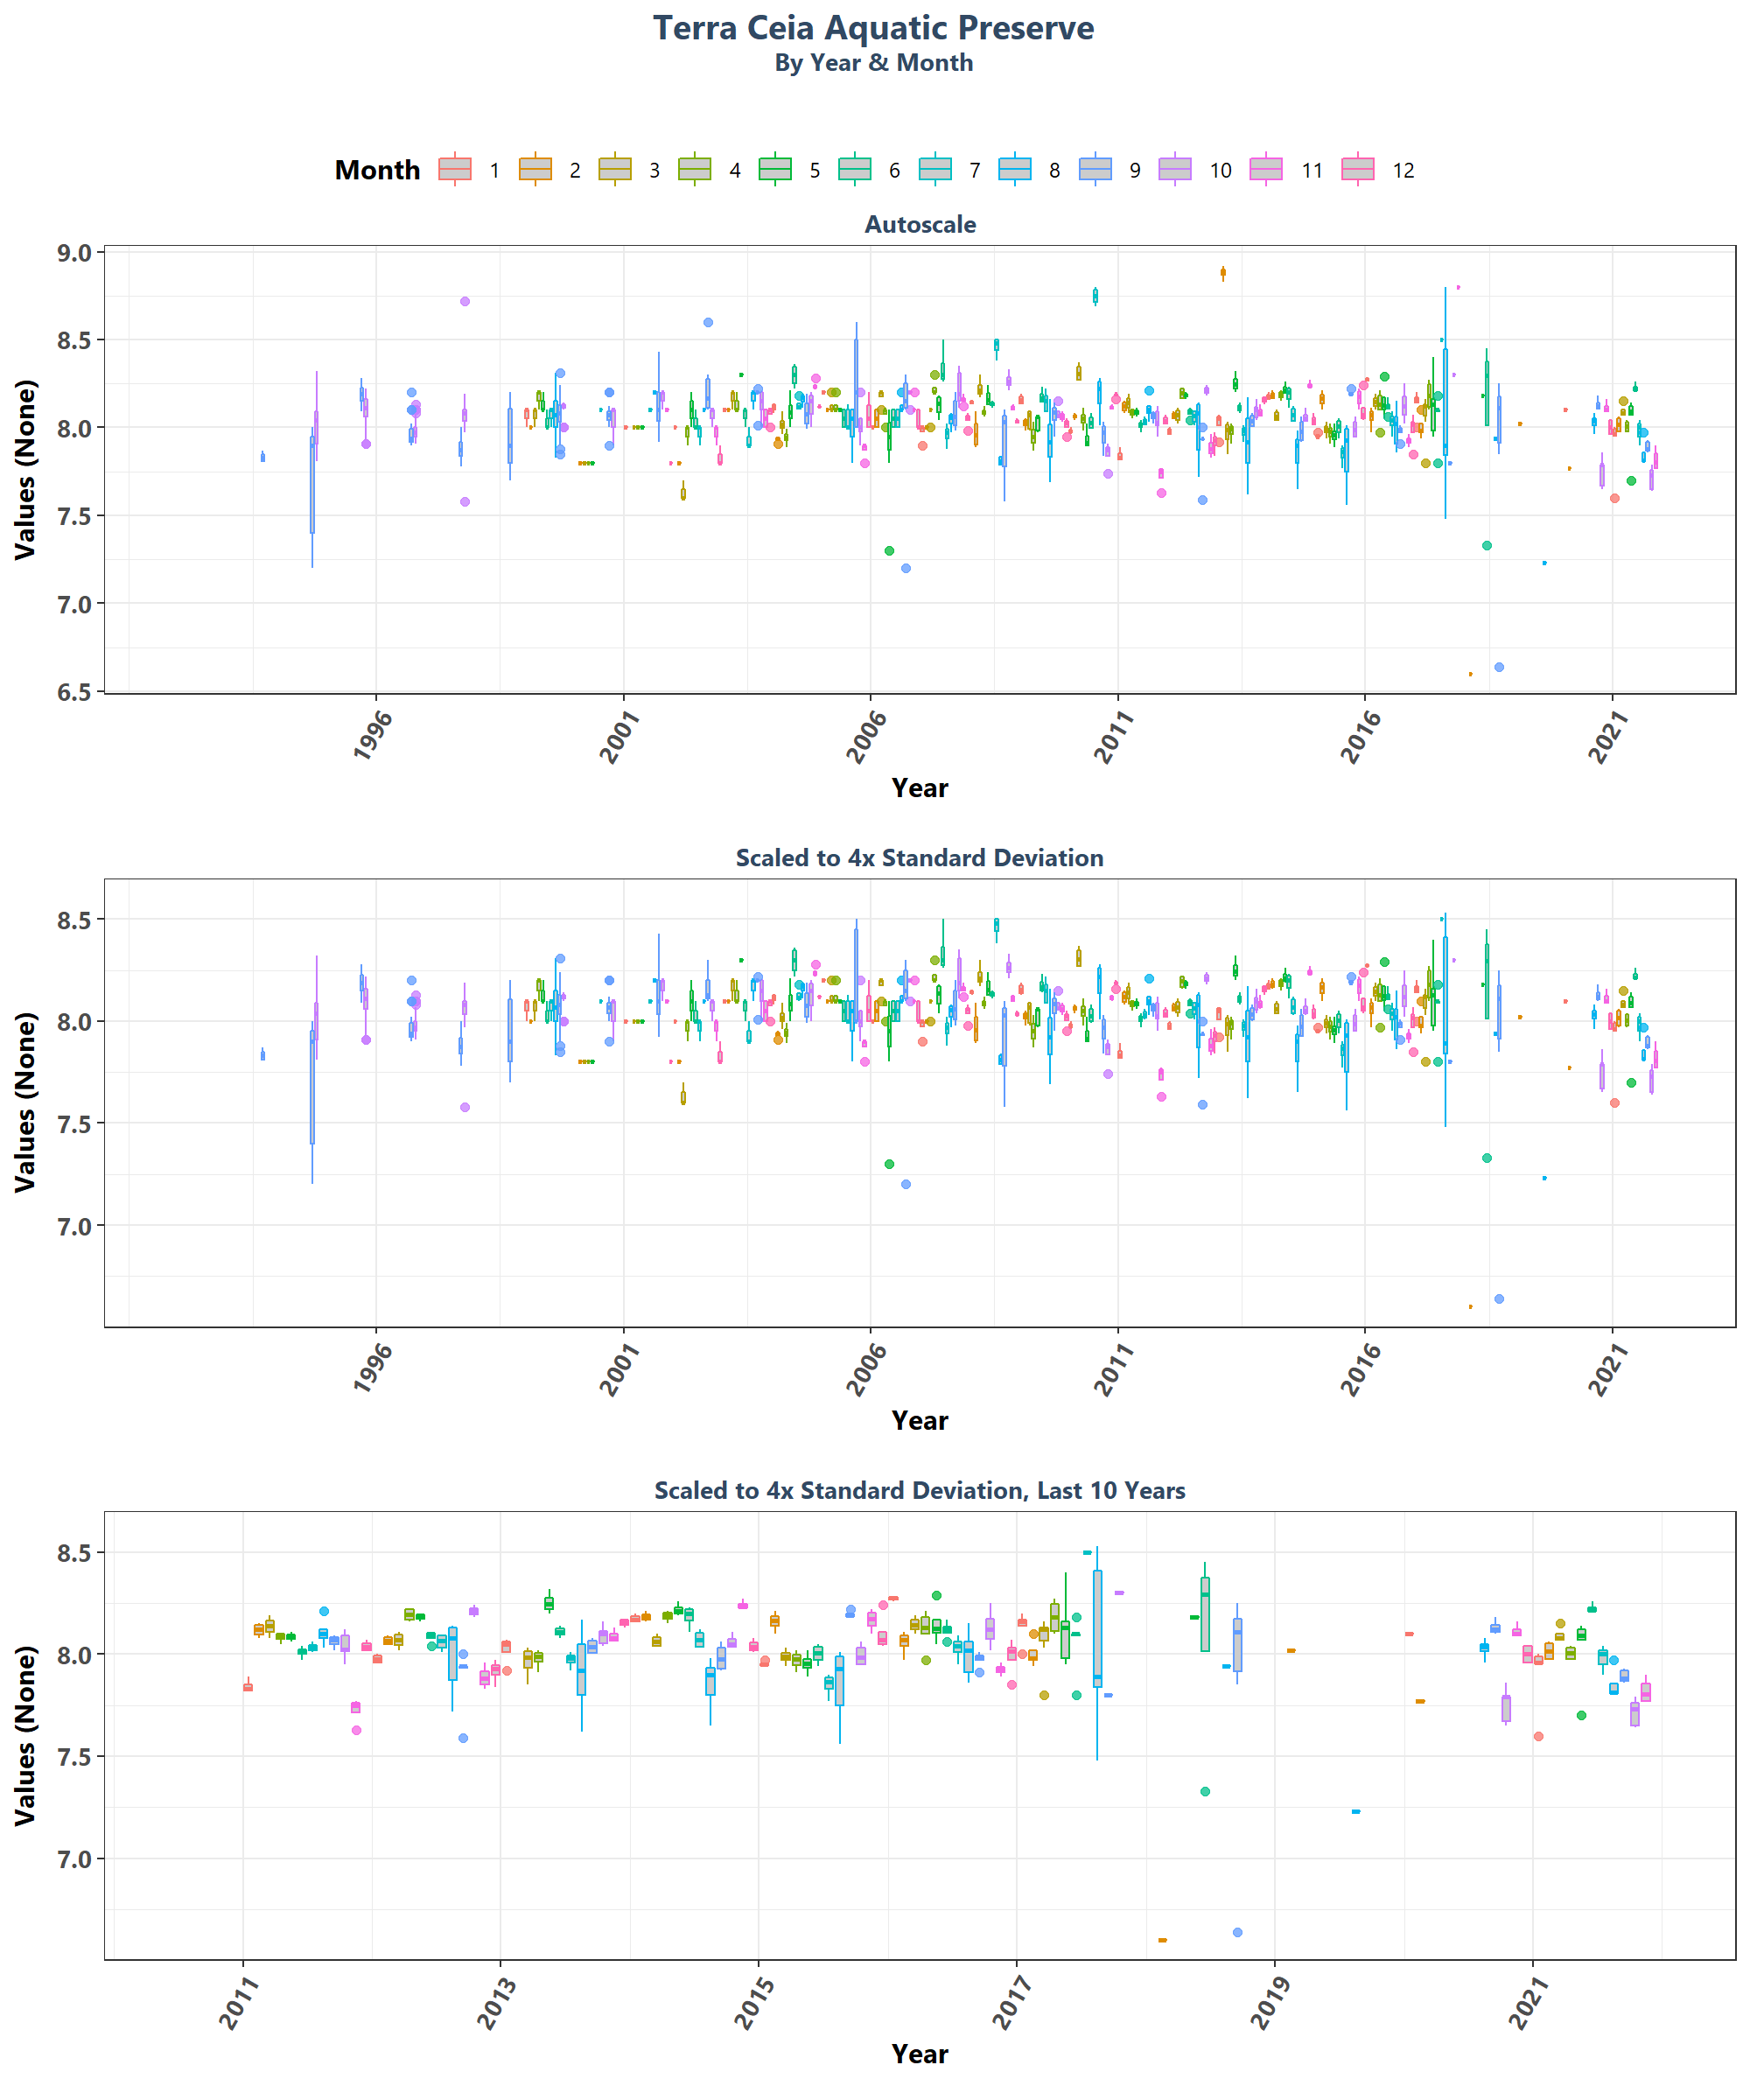 Terra Ceia Aquatic Preserve
By Year & Month
Month 1 2 3 4 5 6 7 8 9 10 11 12
Autoscale
Values (None)
9.0
8.5
8.0
7.5
7.0
6.5
1996 2001 2006 2011 2016 2021
Year
Scaled to 4x Standard Deviation
Values (None)
8.5
8.0
7.5
7.0
1996 2001 2006 2011 2016 2021
Year
Scaled to 4x Standard Deviation, Last 10 Years
Values (None)
8.5
8.0
7.5
7.0
2011 2013 2015 2017 2019 2021
Year